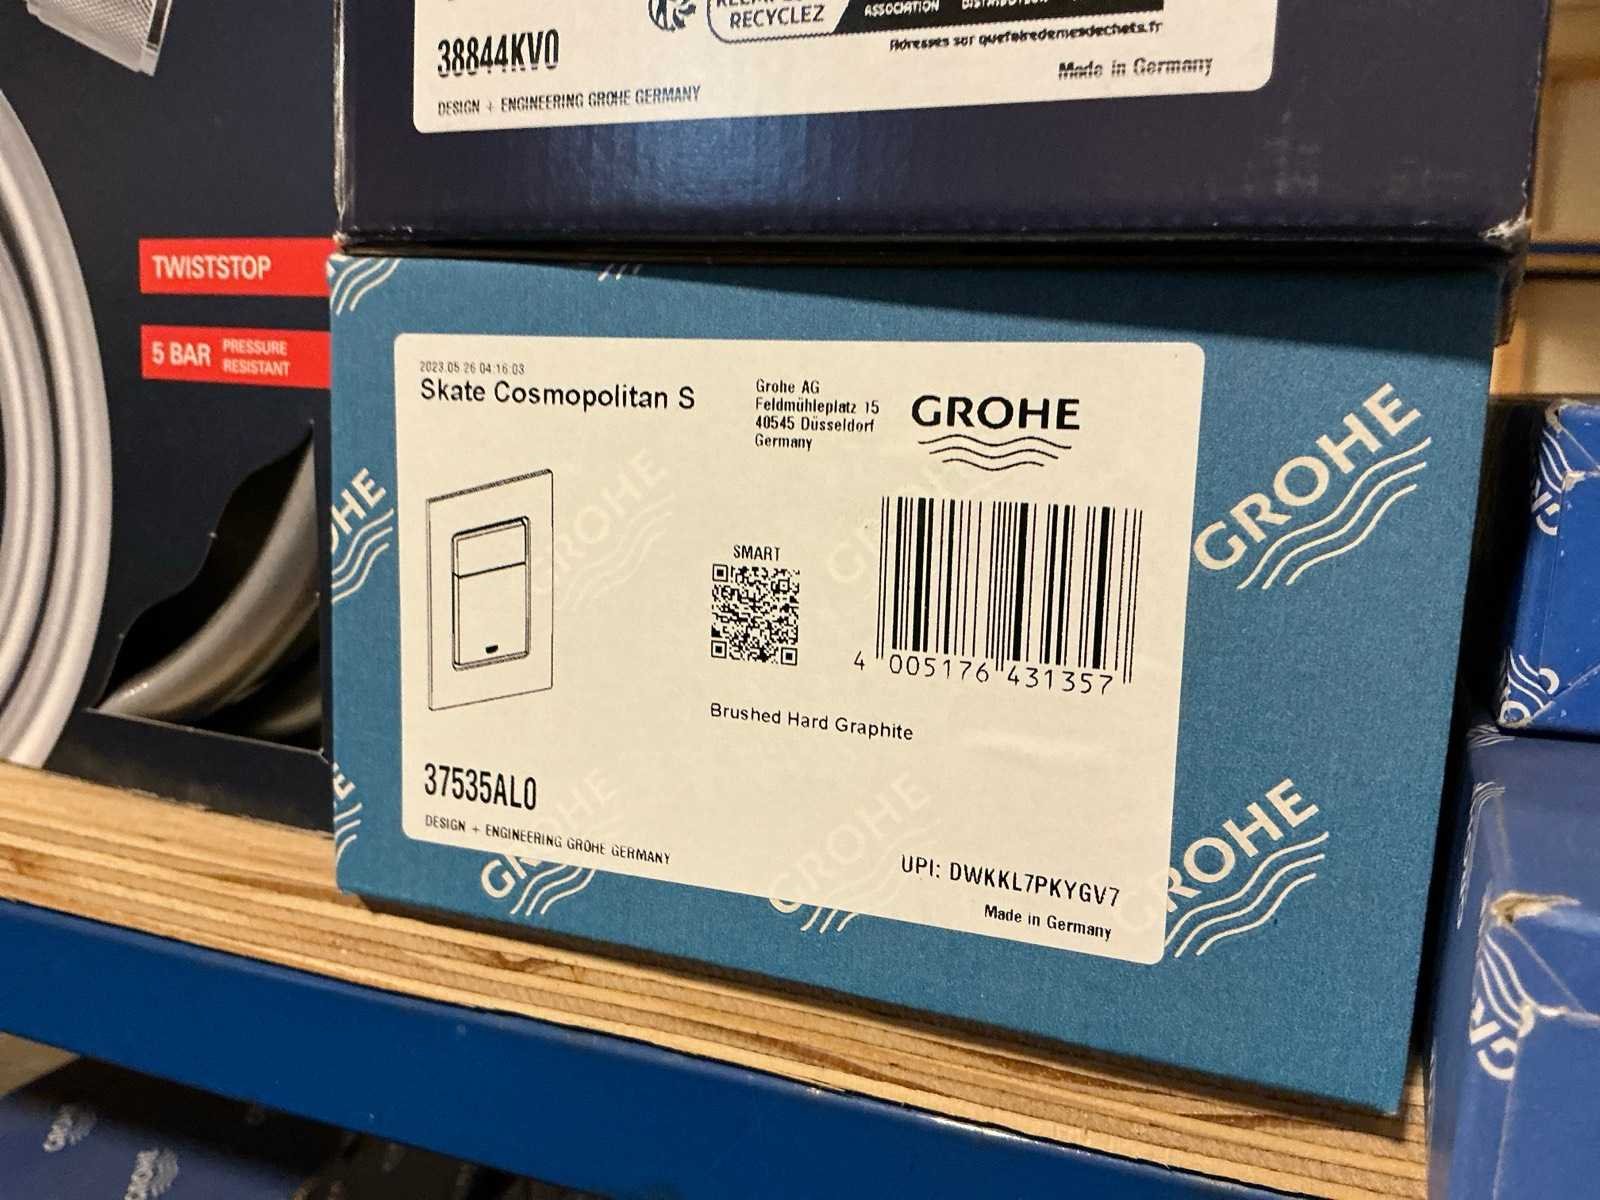 RECYCLEZ
ASSOCIATION
Adresses sur quefairedemesdechets.fr
38844KV0
Made in Germany
DESIGN + ENGINEERING GROHE GERMANY
TWISTSTOP
5 BAR PRESSURE
RESISTANT
2023.05.26 04:16:03
Skate Cosmopolitan S
Grohe AG
Feldmühleplatz 15
40545 Düsseldorf
Germany
GROHE
SMART
4 005176 431357
Brushed Hard Graphite
37535AL0
DESIGN + ENGINEERING GROHE GERMANY
UPI: DWKKL7PKYGV7
Made in Germany
GROHE
GROHE
GROHE
GROHE
GROHE